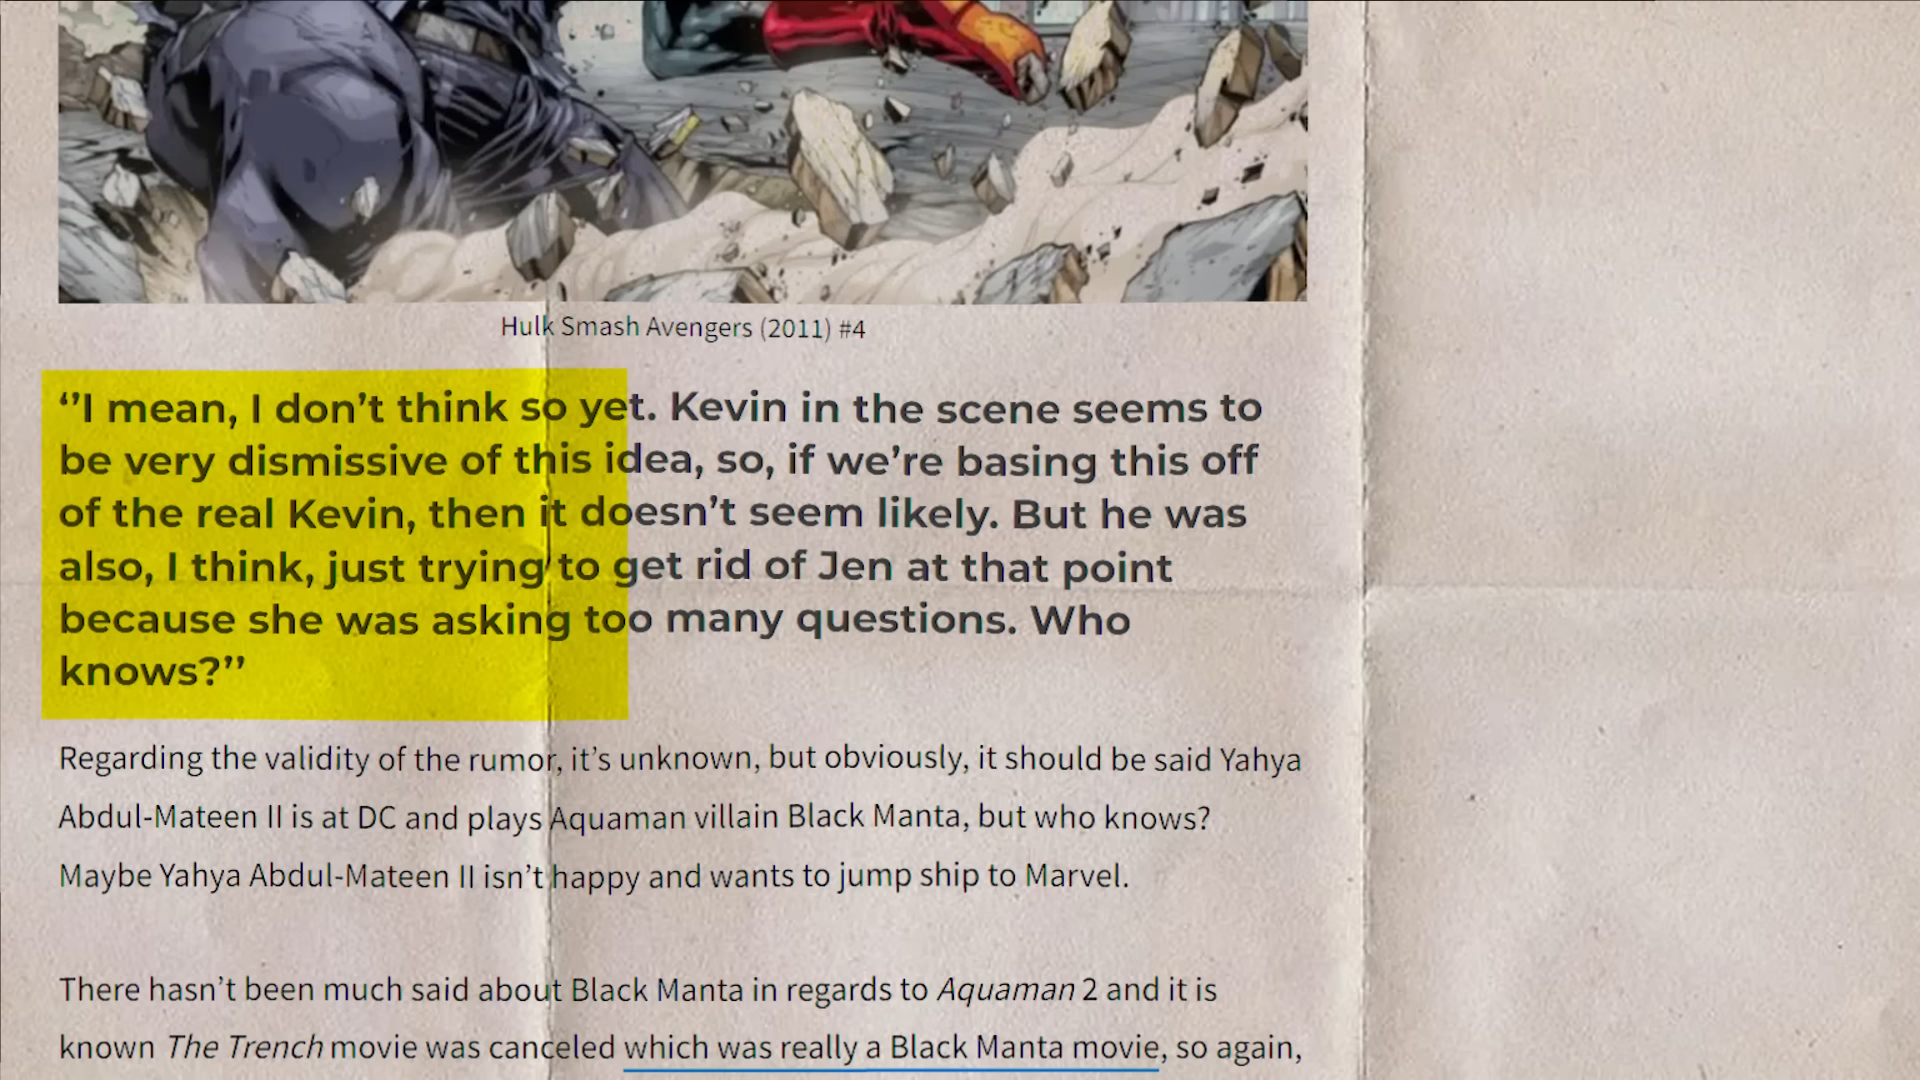 Hulk Smash Avengers (2011) #4
‘’I mean, I don’t think so yet. Kevin in the scene seems to
be very dismissive of this idea, so, if we’re basing this off
of the real Kevin, then it doesn’t seem likely. But he was
also, I think, just trying to get rid of Jen at that point
because she was asking too many questions. Who
knows?’’
Regarding the validity of the rumor, it’s unknown, but obviously, it should be said Yahya
Abdul-Mateen II is at DC and plays Aquaman villain Black Manta, but who knows?
Maybe Yahya Abdul-Mateen II isn’t happy and wants to jump ship to Marvel.
There hasn’t been much said about Black Manta in regards to Aquaman 2 and it is
known The Trench movie was canceled which was really a Black Manta movie, so again,